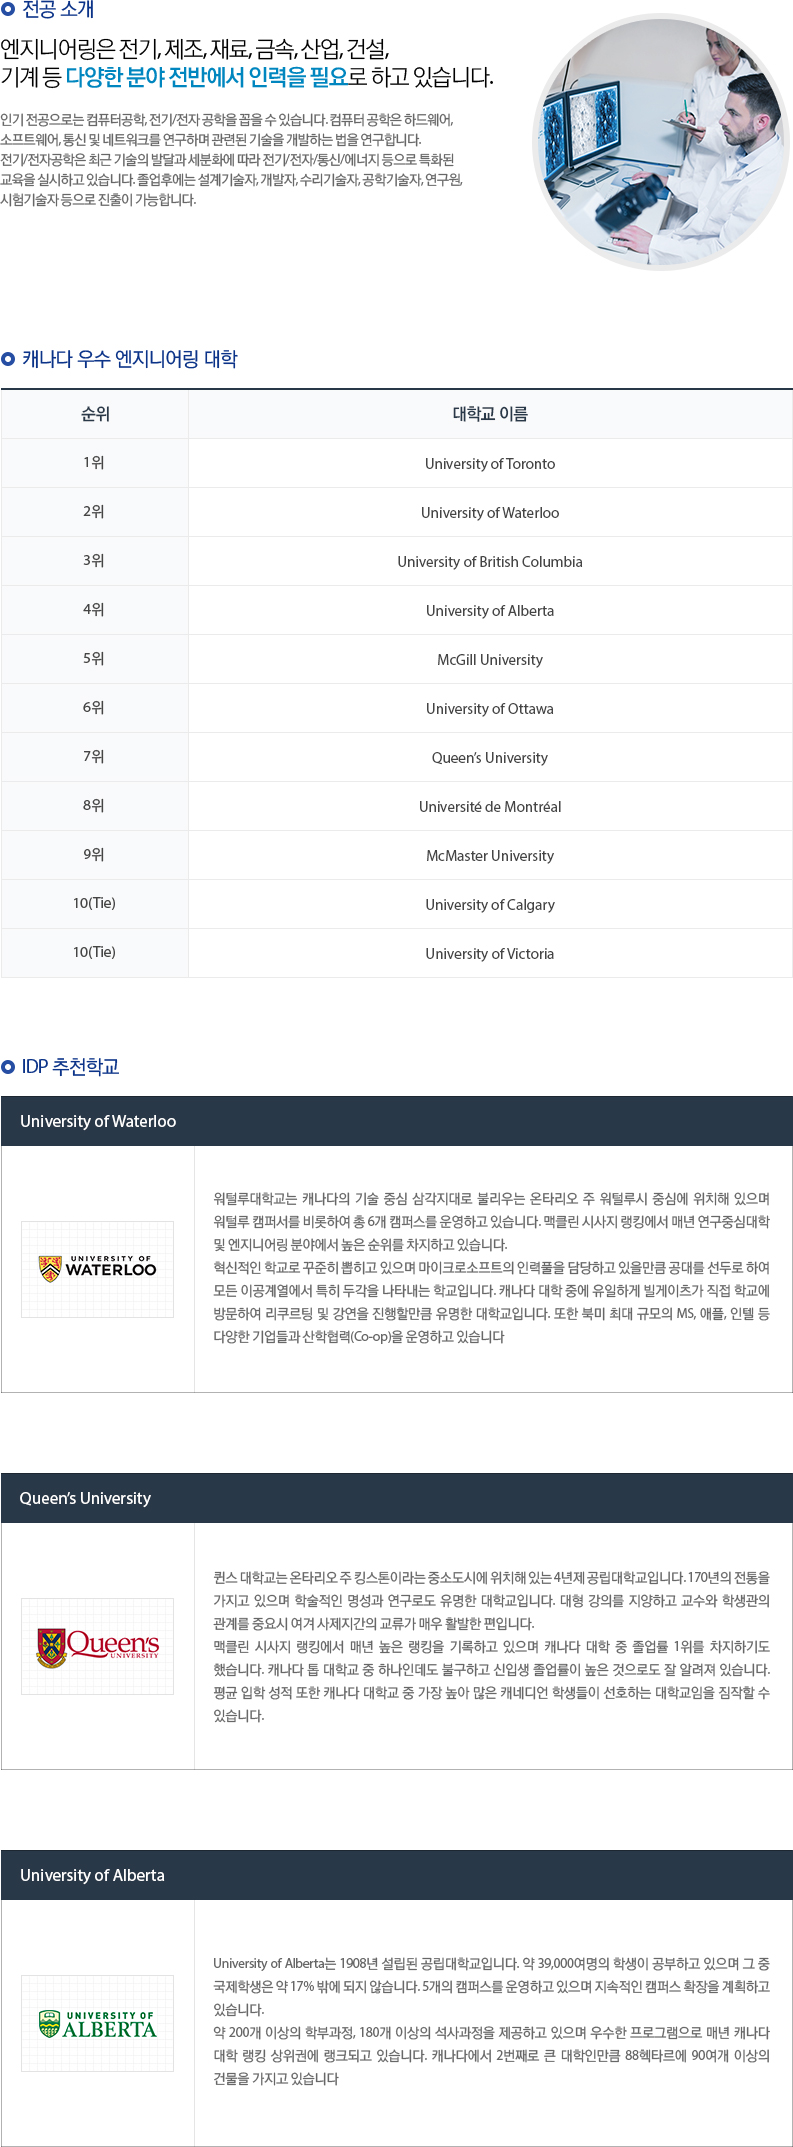 전공 소개
엔지니어링은 전기, 제조, 재료, 금속, 산업, 건설,
기계 등 다양한 분야 전반에서 인력을 필요로 하고 있습니다.
인기 전공으로는 컴퓨터공학, 전기/전자 공학을 꼽을 수 있습니다. 컴퓨터 공학은 하드웨어,
소프트웨어, 통신 및 네트워크를 연구하며 관련된 기술을 개발하는 법을 연구합니다.
전기/전자공학은 최근 기술의 발달과 세분화에 따라 전기/전자/통신/에너지 등으로 특화된
교육을 실시하고 있습니다. 졸업후에는 설계기술자, 개발자, 수리기술자, 공학기술자, 연구원,
시험기술자 등으로 진출이 가능합니다.
캐나다 우수 엔지니어링 대학
순위 대학교 이름
1위 University of Toronto
2위 University of Waterloo
3위 University of British Columbia
4위 University of Alberta
5위 McGill University
6위 University of Ottawa
7위 Queen's University
8위 Université de Montréal
9위 McMaster University
10(Tie) University of Calgary
10(Tie) University of Victoria
IDP 추천학교
University of Waterloo
UNIVERSITY OF
WATERLOO
워털루대학교는 캐나다의 기술 중심 삼각지대로 불리우는 온타리오 주 워털루시 중심에 위치해 있으며
워털루 캠퍼서를 비롯하여 총 6개 캠퍼스를 운영하고 있습니다. 맥클린 시사지 랭킹에서 매년 연구중심대학
및 엔지니어링 분야에서 높은 순위를 차지하고 있습니다.
혁신적인 학교로 꾸준히 뽑히고 있으며 마이크로소프트의 인력풀을 담당하고 있을만큼 공대를 선두로 하여
모든 이공계열에서 특히 두각을 나타내는 학교입니다. 캐나다 대학 중에 유일하게 빌게이츠가 직접 학교에
방문하여 리쿠르팅 및 강연을 진행할만큼 유명한 대학교입니다. 또한 북미 최대 규모의 MS, 애플, 인텔 등
다양한 기업들과 산학협력(Co-op)을 운영하고 있습니다
Queen's University
Queen's
UNIVERSITY
퀸스 대학교는 온타리오 주 킹스톤이라는 중소도시에 위치해 있는 4년제 공립대학교입니다. 170년의 전통을
가지고 있으며 학술적인 명성과 연구로도 유명한 대학교입니다. 대형 강의를 지양하고 교수와 학생관의
관계를 중요시 여겨 사제지간의 교류가 매우 활발한 편입니다.
맥클린 시사지 랭킹에서 매년 높은 랭킹을 기록하고 있으며 캐나다 대학 중 졸업률 1위를 차지하기도
했습니다. 캐나다 톱 대학교 중 하나인데도 불구하고 신입생 졸업률이 높은 것으로도 잘 알려져 있습니다.
평균 입학 성적 또한 캐나다 대학교 중 가장 높아 많은 캐네디언 학생들이 선호하는 대학교임을 짐작할 수
있습니다.
University of Alberta
UNIVERSITY OF
ALBERTA
University of Alberta는 1908년 설립된 공립대학교입니다. 약 39,000여명의 학생이 공부하고 있으며 그 중
국제학생은 약 17% 밖에 되지 않습니다. 5개의 캠퍼스를 운영하고 있으며 지속적인 캠퍼스 확장을 계획하고
있습니다.
약 200개 이상의 학부과정, 180개 이상의 석사과정을 제공하고 있으며 우수한 프로그램으로 매년 캐나다
대학 랭킹 상위권에 랭크되고 있습니다. 캐나다에서 2번째로 큰 대학인만큼 88헥타르에 90여개 이상의
건물을 가지고 있습니다